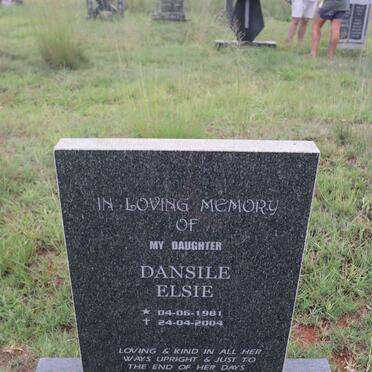 IN LOVING MEMORY
OF
MY DAUGHTER
DANSILE
ELSIE
★ 04-06-1981
✝ 24-04-2004
LOVING & KIND IN ALL HER
WAYS UPRIGHT & JUST TO
THE END OF HER DAYS